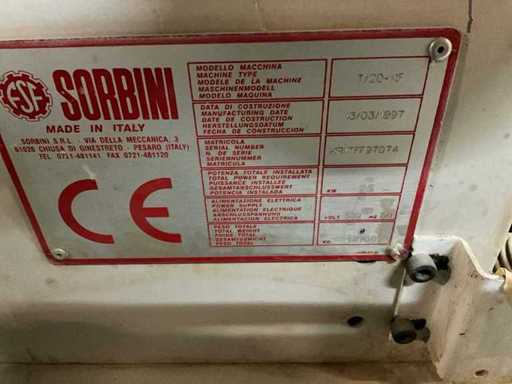 SORBINI
MADE IN ITALY
SORBINI S.R.L. - VIA DELLA MECCANICA, 3
61025 CHIUSA DI GINESTRETO - PESARO (ITALY)
TEL. 0721-481141 FAX 0721-481120
CE
MODELLO MACCHINA
MACHINE TYPE
MODELE DE LA MACHINE
MASCHINENMODELL
MODELO MAQUINA
DATA DI COSTRUZIONE
MANUFACTURING DATE
DATE DE CONSTRUCTION
HERSTELLUNGSDATUM
FECHA DE CONSTRUCCION
3/03/1997
MATRICOLA
SERIAL NUMBER
N. DE SERIE
SERIENNUMMER
MATRICULA
POTENZA TOTALE INSTALLATA
TOTAL POWER REQUIREMENT
PUISSANCE INSTALLEE
GESAMTANSCHLUSSWERT
POTENCIA INSTALADA
KW
ALIMENTAZIONE ELETTRICA
POWER SUPPLY
ALIMENTATION ELECTRIQUE
ANSCHLUSSPANNUNG
ALIMENTACION ELECTRICA
VOLT
HZ
PESO TOTALE
TOTAL WEIGHT
POIDS TOTAL
GESAMTGEWICHT
PESO TOTAL
KG